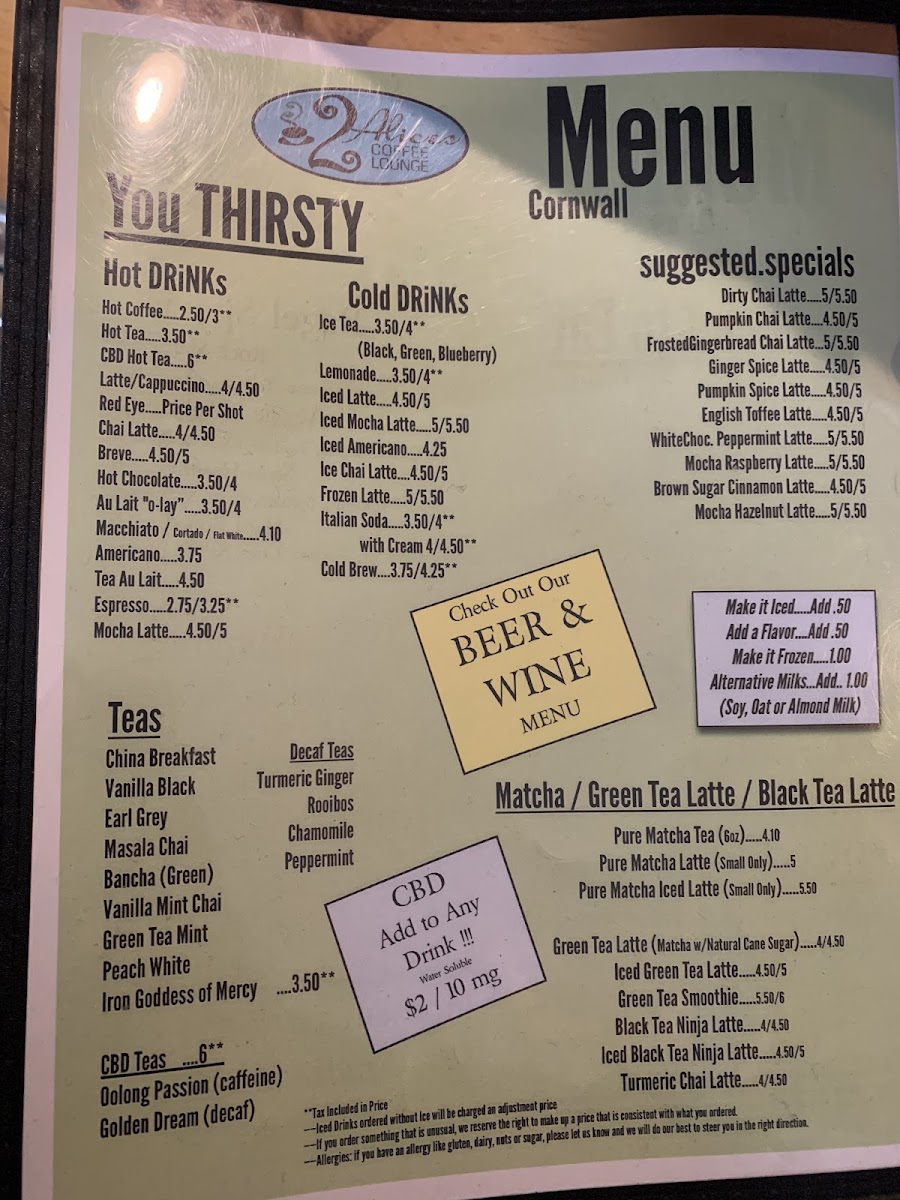 2 Alices
COFFEE
LOUNGE
Menu
Cornwall
You THIRSTY
Hot DRiNKs
Hot Coffee.....2.50/3**
Hot Tea.....3.50**
CBD Hot Tea.....6**
Latte/Cappuccino.....4/4.50
Red Eye.....Price Per Shot
Chai Latte.....4/4.50
Breve.....4.50/5
Hot Chocolate.....3.50/4
Au Lait "o-lay".....3.50/4
Macchiato / Cortado / Flat White.....4.10
Americano.....3.75
Tea Au Lait.....4.50
Espresso.....2.75/3.25**
Mocha Latte.....4.50/5
Cold DRiNKs
Ice Tea.....3.50/4**
(Black, Green, Blueberry)
Lemonade.....3.50/4**
Iced Latte.....4.50/5
Iced Mocha Latte.....5/5.50
Iced Americano.....4.25
Ice Chai Latte....4.50/5
Frozen Latte.....5/5.50
Italian Soda.....3.50/4**
with Cream 4/4.50**
Cold Brew....3.75/4.25**
suggested.specials
Dirty Chai Latte.....5/5.50
Pumpkin Chai Latte....4.50/5
FrostedGingerbread Chai Latte...5/5.50
Ginger Spice Latte.....4.50/5
Pumpkin Spice Latte.....4.50/5
English Toffee Latte.....4.50/5
WhiteChoc. Peppermint Latte.....5/5.50
Mocha Raspberry Latte.....5/5.50
Brown Sugar Cinnamon Latte.....4.50/5
Mocha Hazelnut Latte.....5/5.50
Check Out Our
BEER &
WINE
MENU
Make it Iced.....Add .50
Add a Flavor....Add .50
Make it Frozen.....1.00
Alternative Milks...Add.. 1.00
(Soy, Oat or Almond Milk)
Teas
China Breakfast
Vanilla Black
Earl Grey
Masala Chai
Bancha (Green)
Vanilla Mint Chai
Green Tea Mint
Peach White
Iron Goddess of Mercy ....3.50**
Decaf Teas
Turmeric Ginger
Rooibos
Chamomile
Peppermint
CBD Teas ....6**
Oolong Passion (caffeine)
Golden Dream (decaf)
CBD
Add to Any
Drink !!!
Water Soluble
$2 / 10 mg
Matcha / Green Tea Latte / Black Tea Latte
Pure Matcha Tea (6oz).....4.10
Pure Matcha Latte (Small Only).....5
Pure Matcha Iced Latte (Small Only).....5.50
Green Tea Latte (Matcha w/Natural Cane Sugar).....4/4.50
Iced Green Tea Latte.....4.50/5
Green Tea Smoothie.....5.50/6
Black Tea Ninja Latte.....4/4.50
Iced Black Tea Ninja Latte.....4.50/5
Turmeric Chai Latte.....4/4.50
**Tax Included in Price
---Iced Drinks ordered without Ice will be charged an adjustment price
---If you order something that is unusual, we reserve the right to make up a price that is consistent with what you ordered.
---Allergies: if you have an allergy like gluten, dairy, nuts or sugar, please let us know and we will do our best to steer you in the right direction.